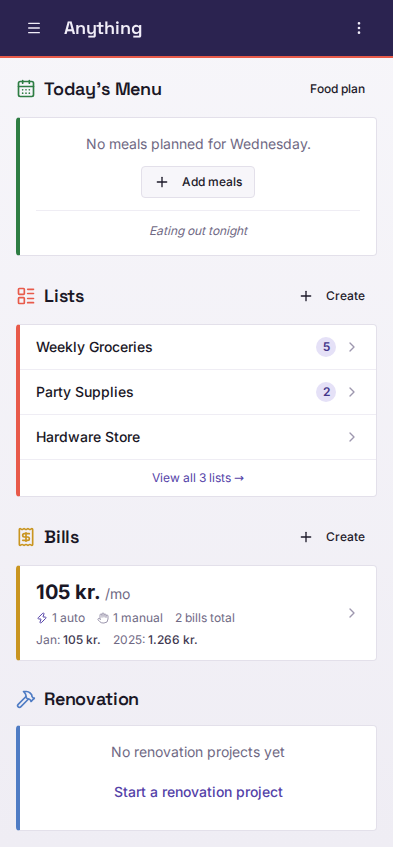 Anything
Today's Menu
Food plan
No meals planned for Wednesday.
Add meals
Eating out tonight
Lists
Create
Weekly Groceries 5
Party Supplies 2
Hardware Store
View all 3 lists →
Bills
Create
105 kr. /mo
1 auto 1 manual 2 bills total
Jan: 105 kr. 2025: 1.266 kr.
Renovation
No renovation projects yet
Start a renovation project